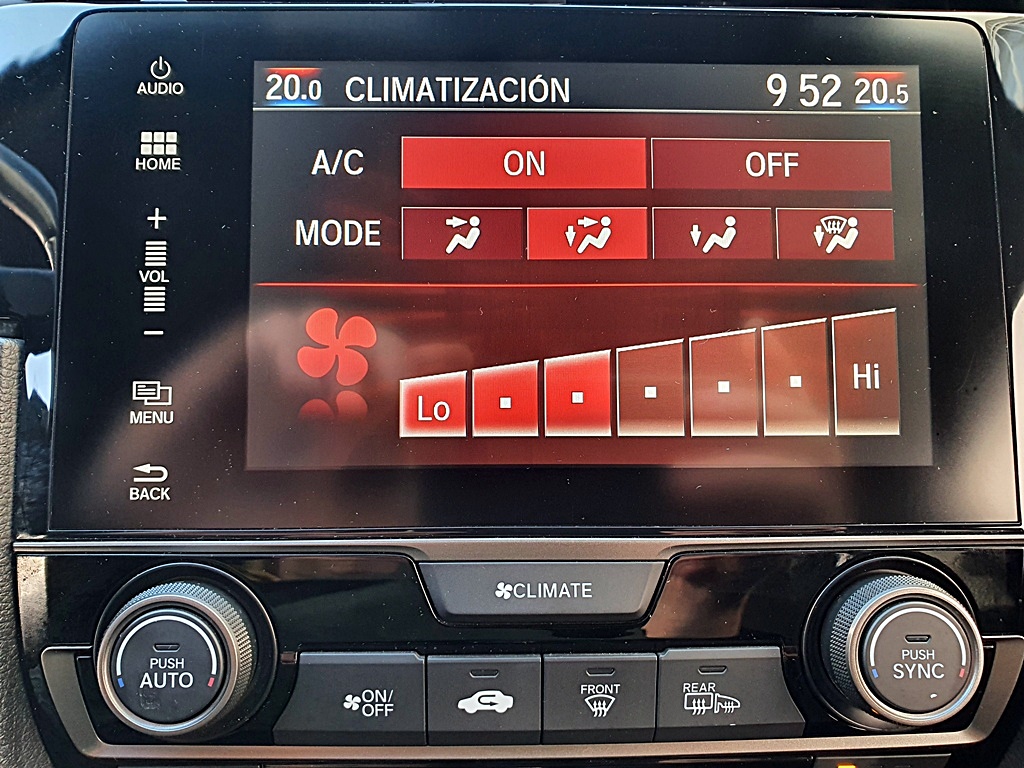 AUDIO
HOME
+
VOL
−
MENU
BACK
20.0 CLIMATIZACIÓN 9 52 20.5
A/C ON OFF
MODE
Lo Hi
CLIMATE
PUSH
AUTO
ON/
OFF
FRONT
REAR
PUSH
SYNC